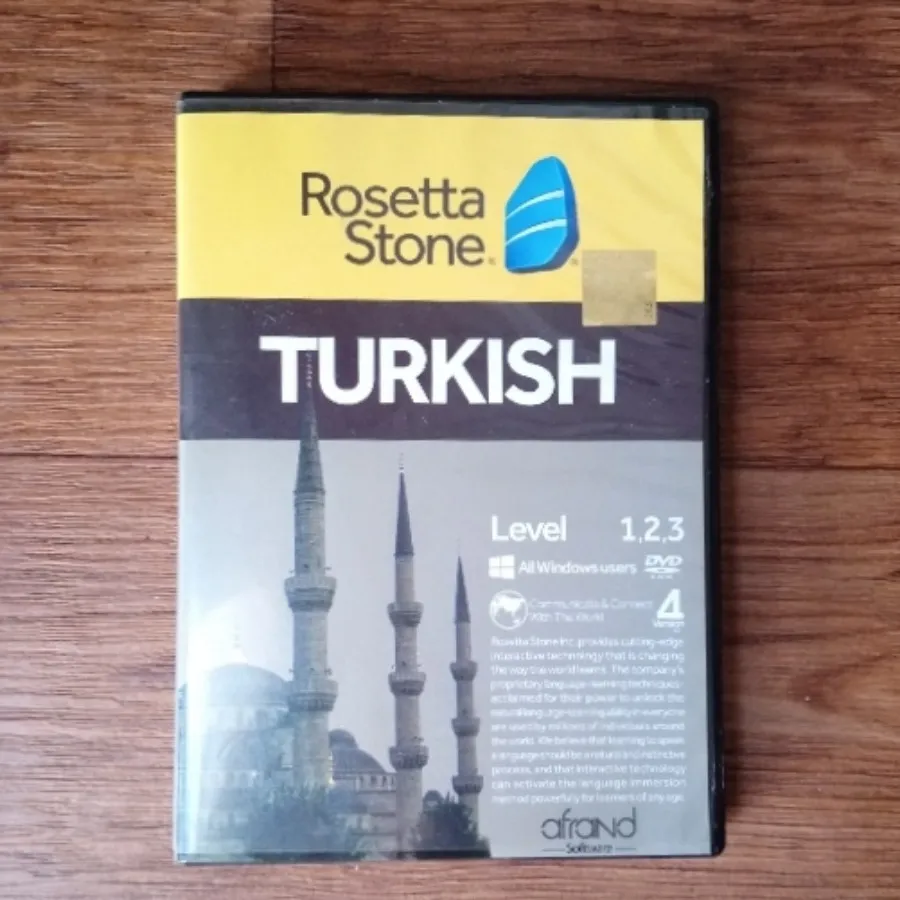 Rosetta
Stone
TURKISH
Level 1,2,3
All Windows users DVD
Communicate & Connect 4
With The World Version
Rosetta Stone Inc. provides cutting-edge
interactive technology that is changing
the way the world learns. The company's
proprietary language-learning techniques-
acclaimed for their power to unlock the
natural language-learning ability in everyone
are used by millions of individuals around
the world. We believe that learning to speak
a language should be a natural and instinctive
process, and that interactive technology
can activate the language immersion
method powerfully for learners of any age.
afrand
Software